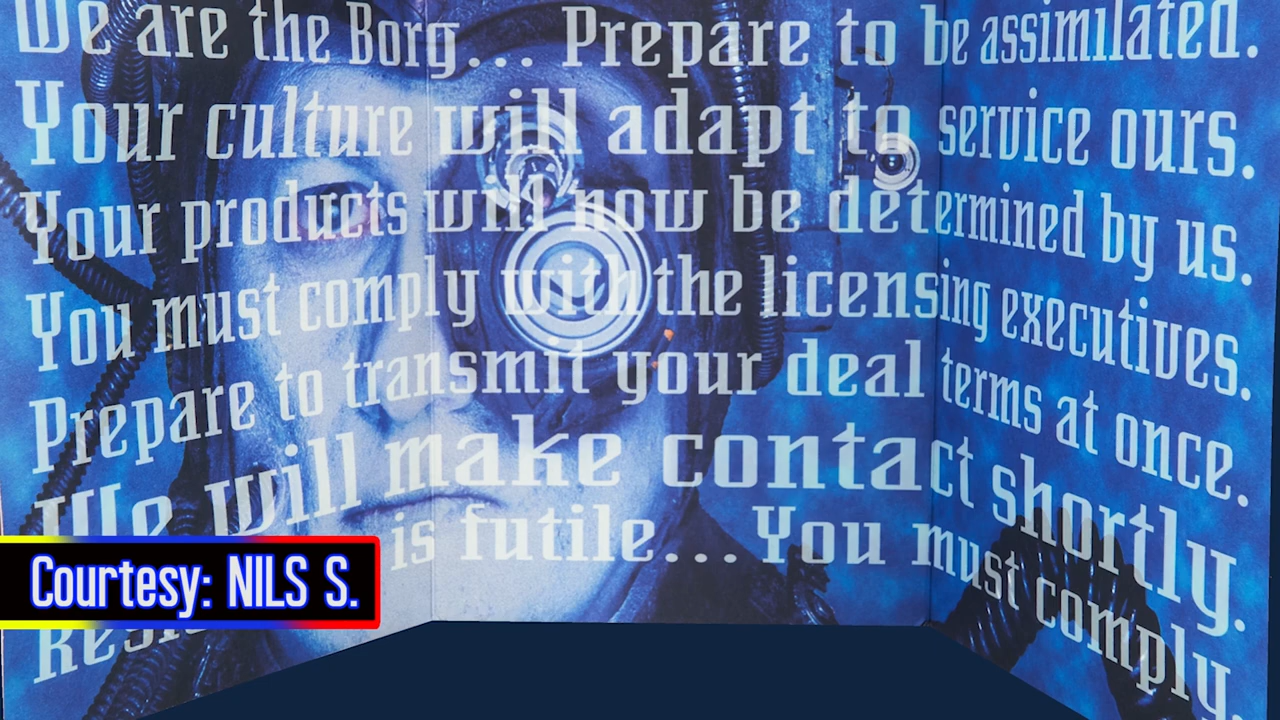 We are the Borg... Prepare to be assimilated.
Your culture will adapt to service ours.
Your products will now be determined by us.
You must comply with the licensing executives.
Prepare to transmit your deal terms at once.
We will make contact shortly.
is futile... You must comply.
Courtesy: NILS S.